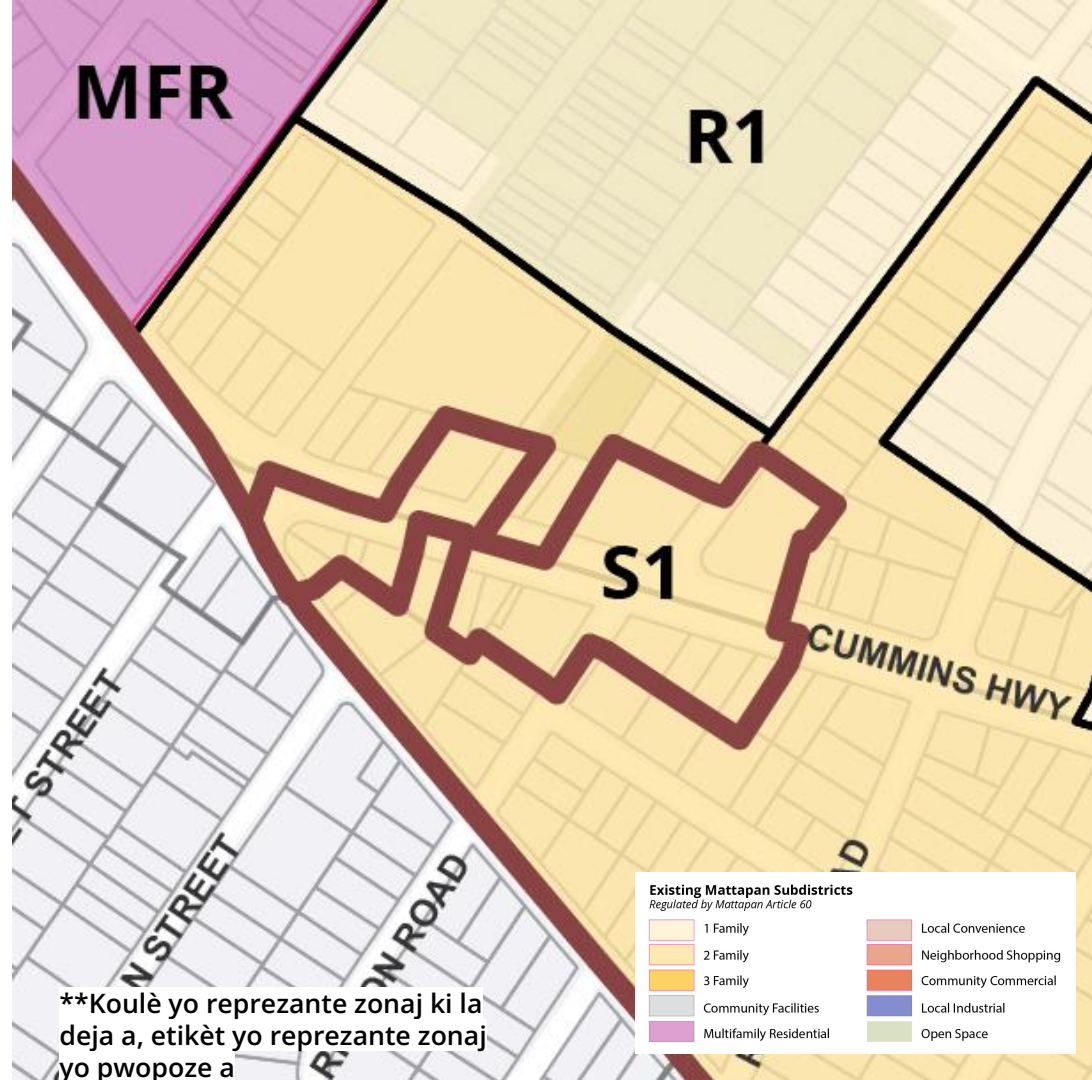 MFR
R1
S1
CUMMINS HWY
STREET
STREET
ROAD
Existing Mattapan Subdistricts
Regulated by Mattapan Article 60
1 Family
2 Family
3 Family
Community Facilities
Multifamily Residential
Local Convenience
Neighborhood Shopping
Community Commercial
Local Industrial
Open Space
**Koulè yo reprezante zonaj ki la
deja a, etikèt yo reprezante zonaj
yo pwopoze a